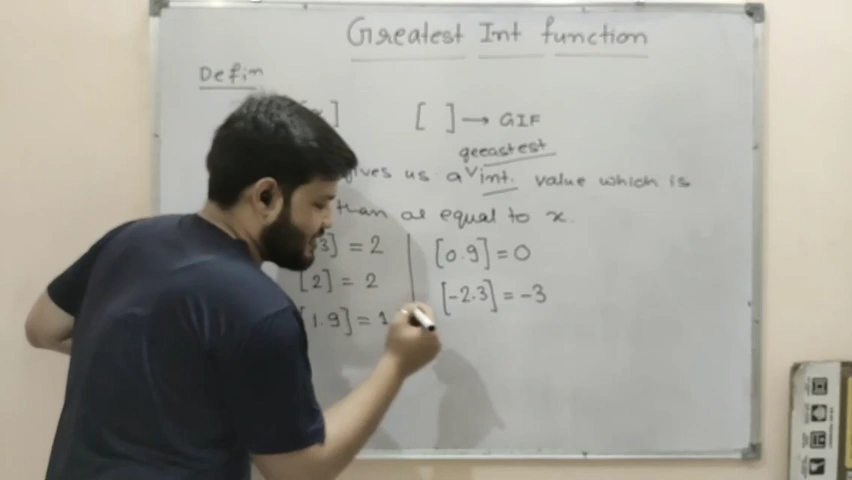 Greatest Int function
Defin
[ ] → GIF
geeastest
gives us a int. value which is
than or equal to x.
3] = 2
[0.9] = 0
[2] = 2
[-2.3] = -3
[1.9] = 1